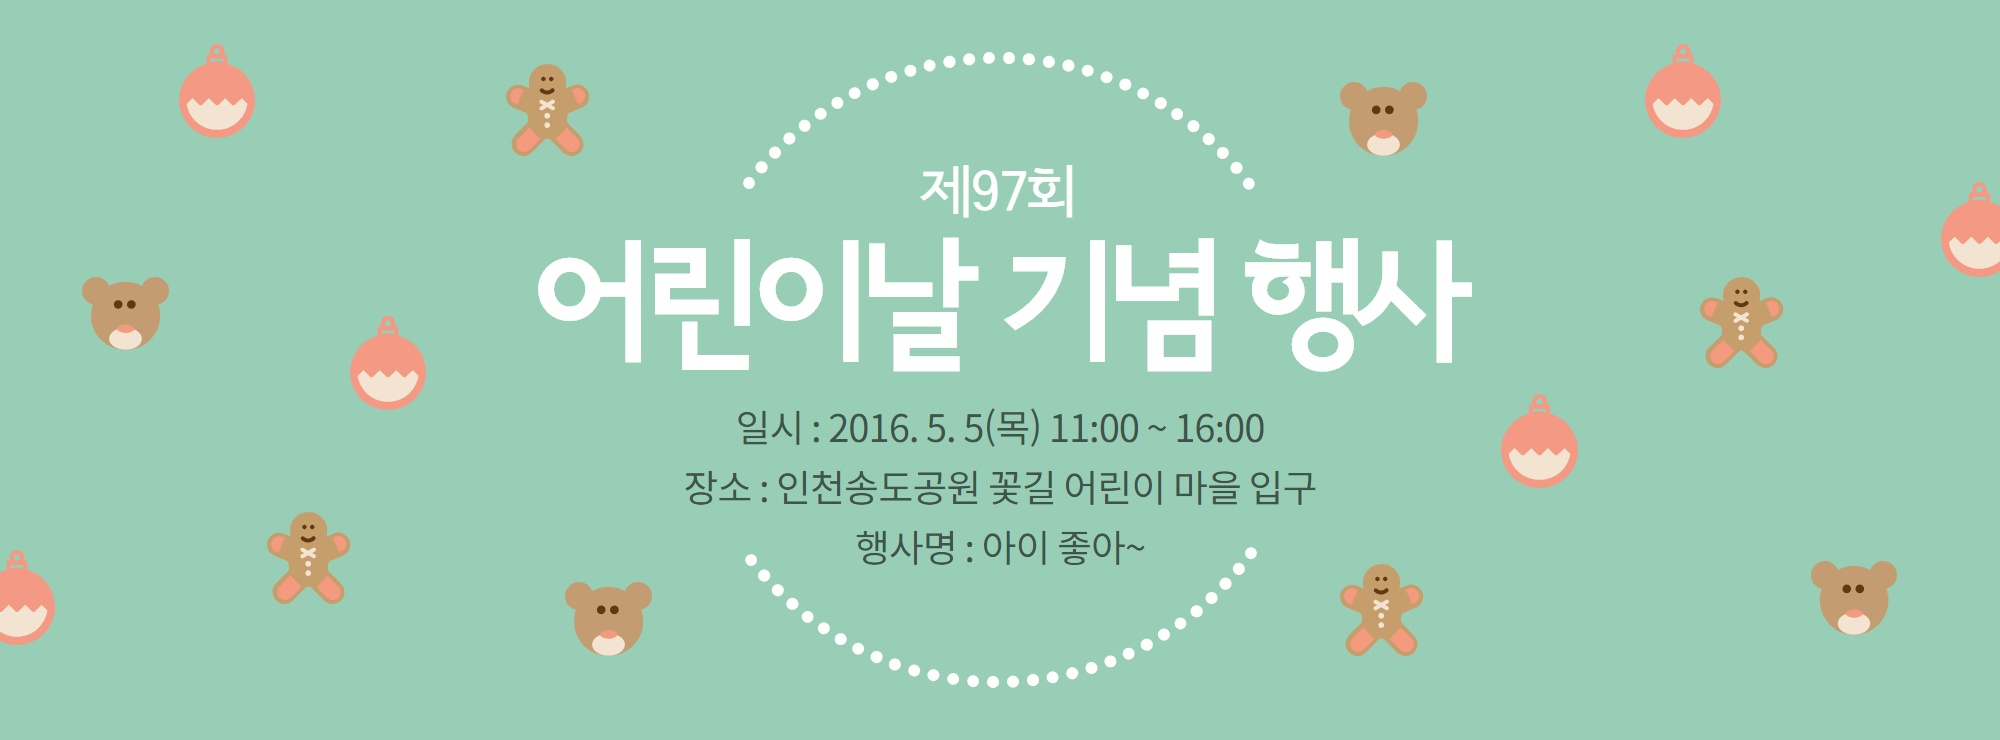 제97회
어린이날 기념 행사
일시 : 2016. 5. 5(목) 11:00 ~ 16:00
장소 : 인천송도공원 꽃길 어린이 마을 입구
행사명 : 아이 좋아~